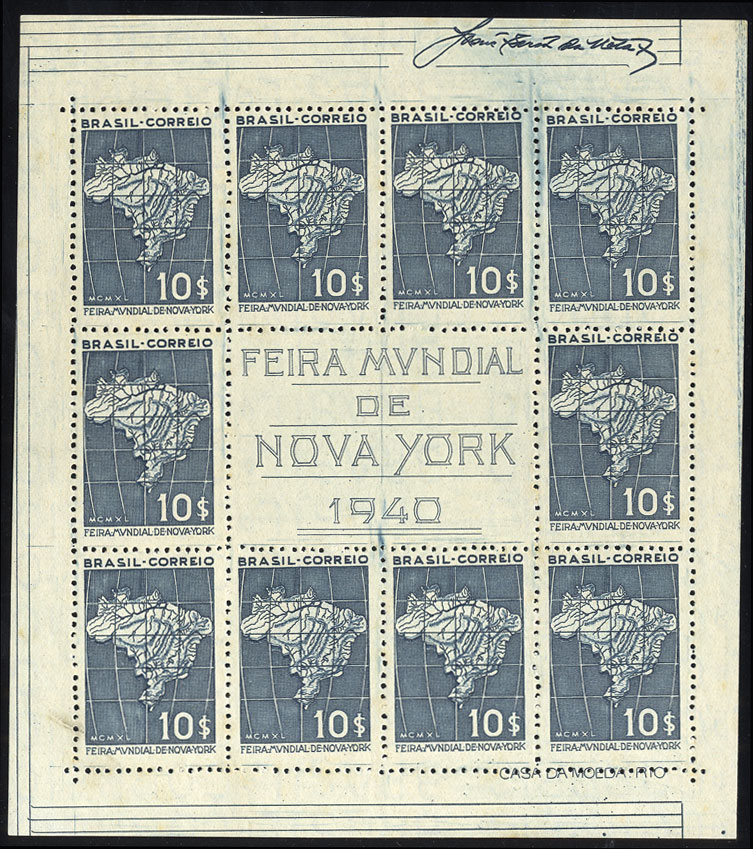 BRASIL-CORREIO BRASIL-CORREIO BRASIL-CORREIO BRASIL-CORREIO
10$ 10$ 10$ 10$
MCMXL MCMXL MCMXL MCMXL
FEIRA·MVNDIAL·DE·NOVA·YORK FEIRA·MVNDIAL·DE·NOVA·YORK FEIRA·MVNDIAL·DE·NOVA·YORK FEIRA·MVNDIAL·DE·NOVA·YORK
BRASIL-CORREIO
10$
MCMXL
FEIRA·MVNDIAL·DE·NOVA·YORK
FEIRA MVNDIAL
DE
NOVA YORK
1940
BRASIL-CORREIO
10$
MCMXL
FEIRA·MVNDIAL·DE·NOVA·YORK
BRASIL-CORREIO BRASIL-CORREIO BRASIL-CORREIO BRASIL-CORREIO
10$ 10$ 10$ 10$
MCMXL MCMXL MCMXL MCMXL
FEIRA·MVNDIAL·DE·NOVA·YORK FEIRA·MVNDIAL·DE·NOVA·YORK FEIRA·MVNDIAL·DE·NOVA·YORK FEIRA·MVNDIAL·DE·NOVA·YORK
CASA DA MOEDA·RIO